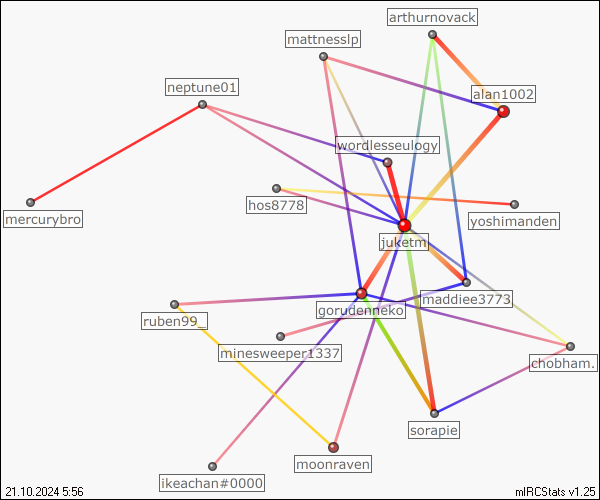 arthurnovack
mattnesslp
neptune01
alan1002
wordlesseulogy
hos8778
mercurybro
yoshimanden
juketm
maddiee3773
gorudenneko
ruben99_
minesweeper1337
chobham.
sorapie
moonraven
ikeachan#0000
21.10.2024 5:56
mIRCStats v1.25